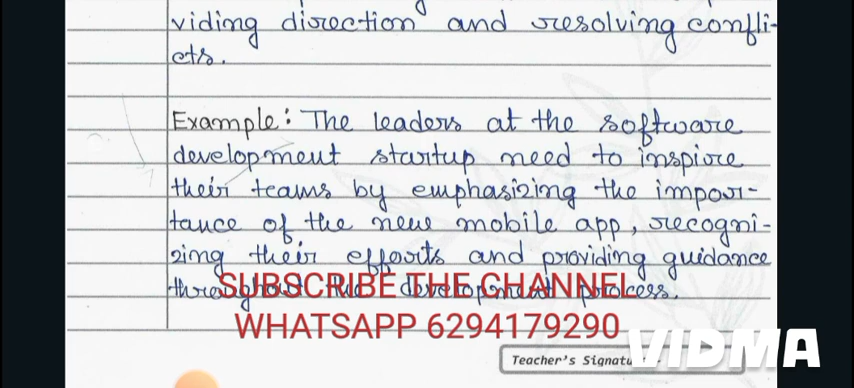 viding direction and resolving confli-
cts.
Example: The leaders at the software
development startup need to inspire
their teams by emphasizing the impor-
tance of the new mobile app, recogni-
zing their efforts and providing guidance
throughout the development process.
SUBSCRIBE THE CHANNEL
WHATSAPP 6294179290
Teacher's Signatu
VIDMA